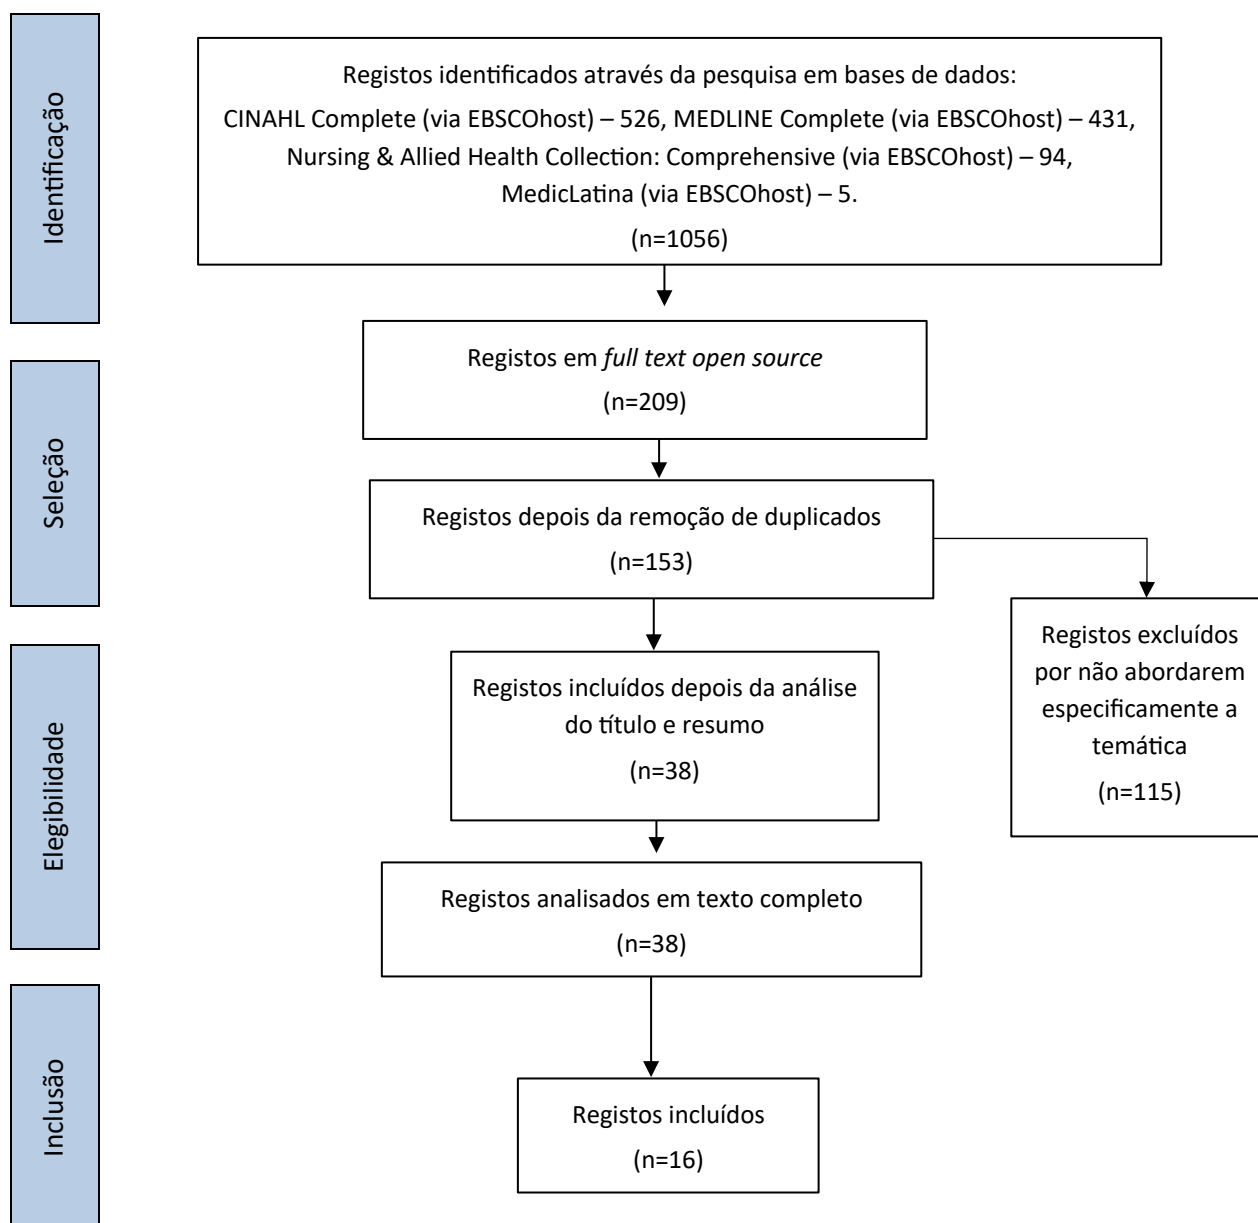 Identificação
Registos identificados através da pesquisa em bases de dados:
CINAHL Complete (via EBSCOhost) – 526, MEDLINE Complete (via EBSCOhost) – 431,
Nursing & Allied Health Collection: Comprehensive (via EBSCOhost) – 94,
MedicLatina (via EBSCOhost) – 5.
(n=1056)
Seleção
Registos em full text open source
(n=209)
Registos depois da remoção de duplicados
(n=153)
Registos excluídos
por não abordarem
especificamente a
temática
(n=115)
Elegibilidade
Registos incluídos depois da análise
do título e resumo
(n=38)
Registos analisados em texto completo
(n=38)
Inclusão
Registos incluídos
(n=16)